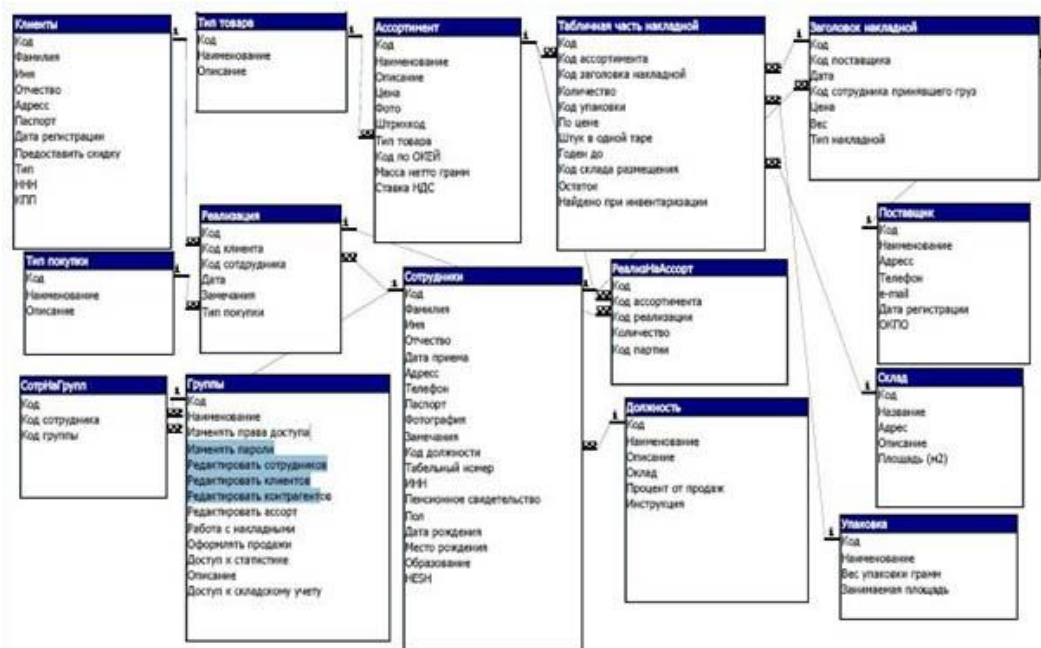 Клиенты
Код
Фамилия
Имя
Отчество
Адресс
Паспорт
Дата регистрации
Предоставить скидку
Тип
ИНН
КПП
Тип товара
Код
Наименование
Описание
Ассортимент
Код
Наименование
Описание
Цена
Фото
Штрихкод
Тип товара
Код по ОКЕЙ
Масса нетто грамм
Ставка НДС
Табличная часть накладной
Код
Код ассортимента
Код заголовка накладной
Количество
Код упаковки
По цене
Штук в одной таре
Годен до
Код склада размещения
Остаток
Найдено при инвентаризации
Заголовок накладной
Код
Код поставщика
Дата
Код сотрудника принявшего груз
Цена
Вес
Тип накладной
Реализация
Код
Код клиента
Код сотдрудника
Дата
Замечания
Тип покупки
Поставщик
Код
Наименование
Адресс
Телефон
e-mail
Дата регистрации
ОКПО
Тип покупки
Код
Наименование
Описание
Сотрудники
Код
Фамилия
Имя
Отчество
Дата приема
Адресс
Телефон
Паспорт
Фотография
Замечания
Код должности
Табельный номер
ИНН
Пенсионное свидетельство
Пол
Дата рождения
Место рождения
Образование
HESH
РеализНаАссорт
Код
Код ассортимента
Код реализации
Количество
Код партии
СотрНаГрупп
Код
Код сотрудника
Код группы
Группы
Код
Наименование
Изменять права доступа
Изменять пароли
Редактировать сотрудников
Редактировать клиентов
Редактировать контрагентов
Редактировать ассорт
Работа с накладными
Оформлять продажи
Доступ к статистике
Описание
Доступ к складскому учету
Должность
Код
Наименование
Описание
Оклад
Процент от продаж
Инструкция
Склад
Код
Название
Адрес
Описание
Площадь (м2)
Упаковка
Код
Наименование
Вес упаковки грамм
Занимаемая площадь